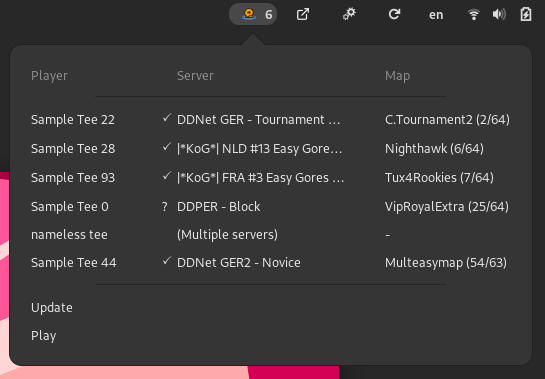 6 en
Player Server Map
Sample Tee 22 ✓ DDNet GER - Tournament … C.Tournament2 (2/64)
Sample Tee 28 ✓ |*KoG*| NLD #13 Easy Gore… Nighthawk (6/64)
Sample Tee 93 ✓ |*KoG*| FRA #3 Easy Gores … Tux4Rookies (7/64)
Sample Tee 0 ? DDPER - Block VipRoyalExtra (25/64)
nameless tee (Multiple servers) -
Sample Tee 44 ✓ DDNet GER2 - Novice Multeasymap (54/63)
Update
Play